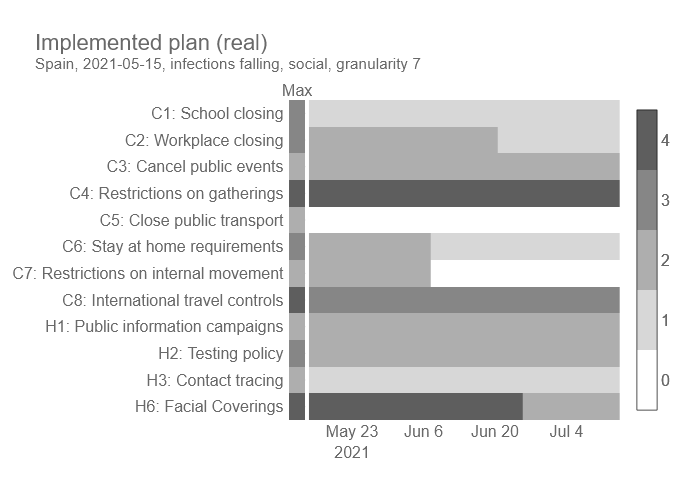 Implemented plan (real)
Spain, 2021-05-15, infections falling, social, granularity 7
Max
C1: School closing
C2: Workplace closing
C3: Cancel public events
C4: Restrictions on gatherings
C5: Close public transport
C6: Stay at home requirements
C7: Restrictions on internal movement
C8: International travel controls
H1: Public information campaigns
H2: Testing policy
H3: Contact tracing
H6: Facial Coverings
May 23
2021
Jun 6
Jun 20
Jul 4
4
3
2
1
0